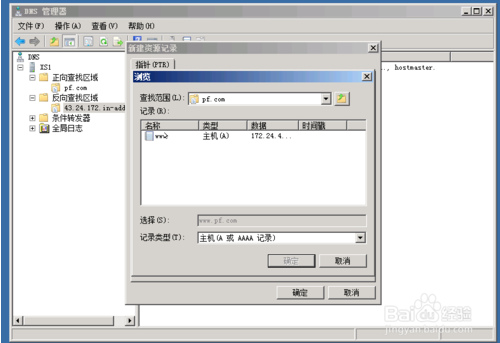 DNS 管理器
文件(F) 操作(A) 查看(V) 帮助(H)
DNS
XS1
正向查找区域
pf.com
反向查找区域
43.24.172.in-add
条件转发器
全局日志
., hostmaster.
新建资源记录
指针(PTR)
浏览
查找范围(L): pf.com
记录(R):
名称 类型 数据 时间戳
www 主机(A) 172.24.4...
选择(S): www.pf.com
记录类型(T): 主机(A 或 AAAA 记录)
确定 取消
确定 取消
Baidu 经验
jingyan.baidu.com